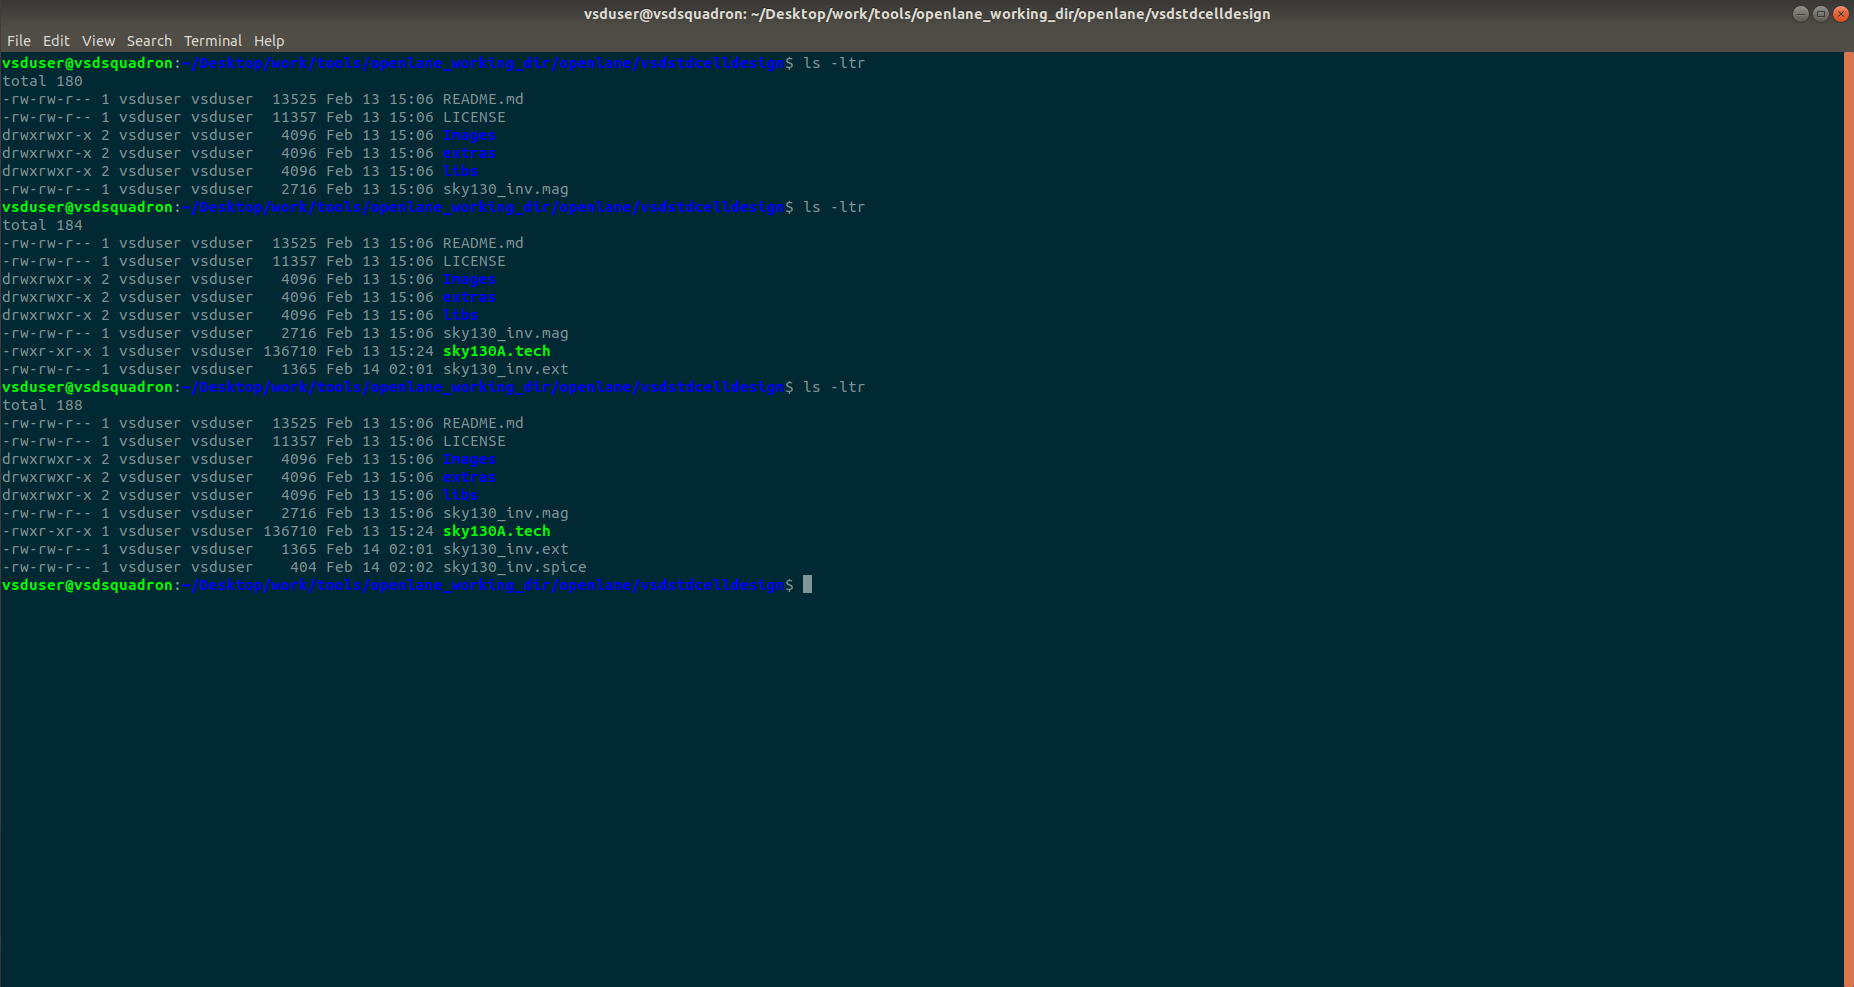 vsduser@vsdsquadron: ~/Desktop/work/tools/openlane_working_dir/openlane/vsdstdcelldesign
File Edit View Search Terminal Help
vsduser@vsdsquadron:~/Desktop/work/tools/openlane_working_dir/openlane/vsdstdcelldesign$ ls -ltr
total 180
-rw-rw-r-- 1 vsduser vsduser  13525 Feb 13 15:06 README.md
-rw-rw-r-- 1 vsduser vsduser  11357 Feb 13 15:06 LICENSE
drwxrwxr-x 2 vsduser vsduser   4096 Feb 13 15:06 Images
drwxrwxr-x 2 vsduser vsduser   4096 Feb 13 15:06 extras
drwxrwxr-x 2 vsduser vsduser   4096 Feb 13 15:06 libs
-rw-rw-r-- 1 vsduser vsduser   2716 Feb 13 15:06 sky130_inv.mag
vsduser@vsdsquadron:~/Desktop/work/tools/openlane_working_dir/openlane/vsdstdcelldesign$ ls -ltr
total 184
-rw-rw-r-- 1 vsduser vsduser  13525 Feb 13 15:06 README.md
-rw-rw-r-- 1 vsduser vsduser  11357 Feb 13 15:06 LICENSE
drwxrwxr-x 2 vsduser vsduser   4096 Feb 13 15:06 Images
drwxrwxr-x 2 vsduser vsduser   4096 Feb 13 15:06 extras
drwxrwxr-x 2 vsduser vsduser   4096 Feb 13 15:06 libs
-rw-rw-r-- 1 vsduser vsduser   2716 Feb 13 15:06 sky130_inv.mag
-rwxr-xr-x 1 vsduser vsduser 136710 Feb 13 15:24 sky130A.tech
-rw-rw-r-- 1 vsduser vsduser   1365 Feb 14 02:01 sky130_inv.ext
vsduser@vsdsquadron:~/Desktop/work/tools/openlane_working_dir/openlane/vsdstdcelldesign$ ls -ltr
total 188
-rw-rw-r-- 1 vsduser vsduser  13525 Feb 13 15:06 README.md
-rw-rw-r-- 1 vsduser vsduser  11357 Feb 13 15:06 LICENSE
drwxrwxr-x 2 vsduser vsduser   4096 Feb 13 15:06 Images
drwxrwxr-x 2 vsduser vsduser   4096 Feb 13 15:06 extras
drwxrwxr-x 2 vsduser vsduser   4096 Feb 13 15:06 libs
-rw-rw-r-- 1 vsduser vsduser   2716 Feb 13 15:06 sky130_inv.mag
-rwxr-xr-x 1 vsduser vsduser 136710 Feb 13 15:24 sky130A.tech
-rw-rw-r-- 1 vsduser vsduser   1365 Feb 14 02:01 sky130_inv.ext
-rw-rw-r-- 1 vsduser vsduser    404 Feb 14 02:02 sky130_inv.spice
vsduser@vsdsquadron:~/Desktop/work/tools/openlane_working_dir/openlane/vsdstdcelldesign$